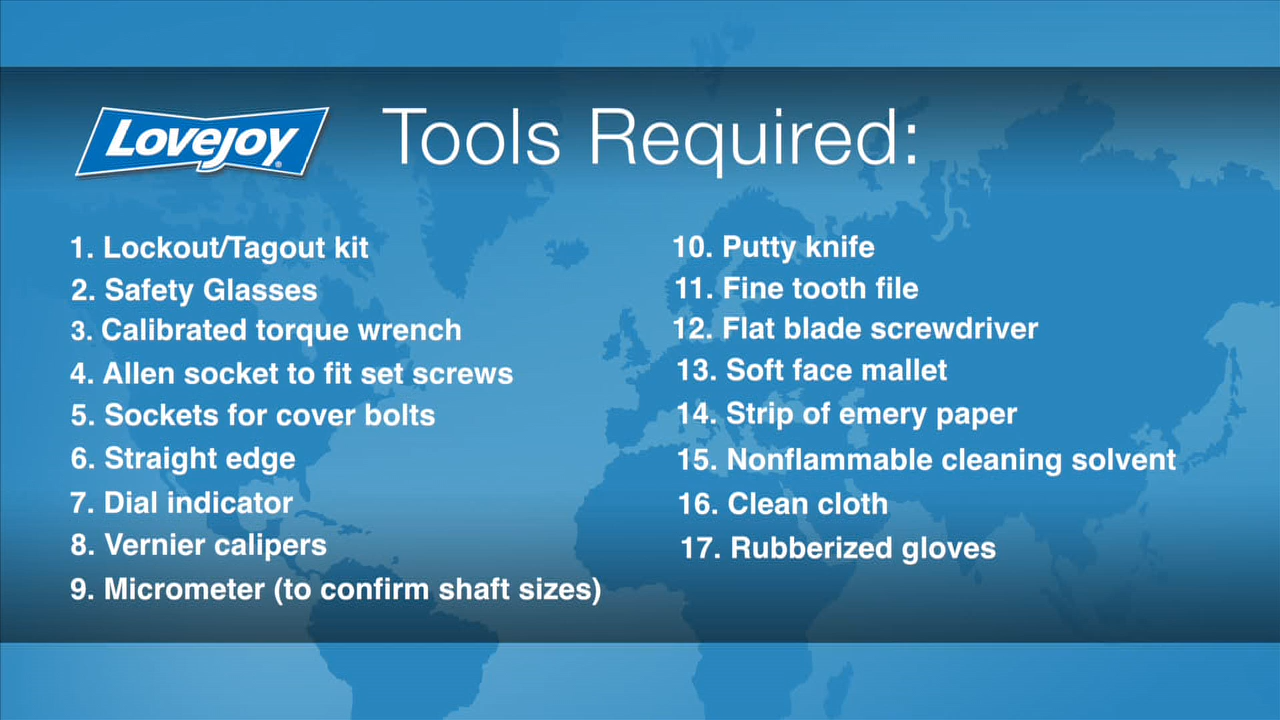 Lovejoy®
Tools Required:
1. Lockout/Tagout kit
2. Safety Glasses
3. Calibrated torque wrench
4. Allen socket to fit set screws
5. Sockets for cover bolts
6. Straight edge
7. Dial indicator
8. Vernier calipers
9. Micrometer (to confirm shaft sizes)
10. Putty knife
11. Fine tooth file
12. Flat blade screwdriver
13. Soft face mallet
14. Strip of emery paper
15. Nonflammable cleaning solvent
16. Clean cloth
17. Rubberized gloves